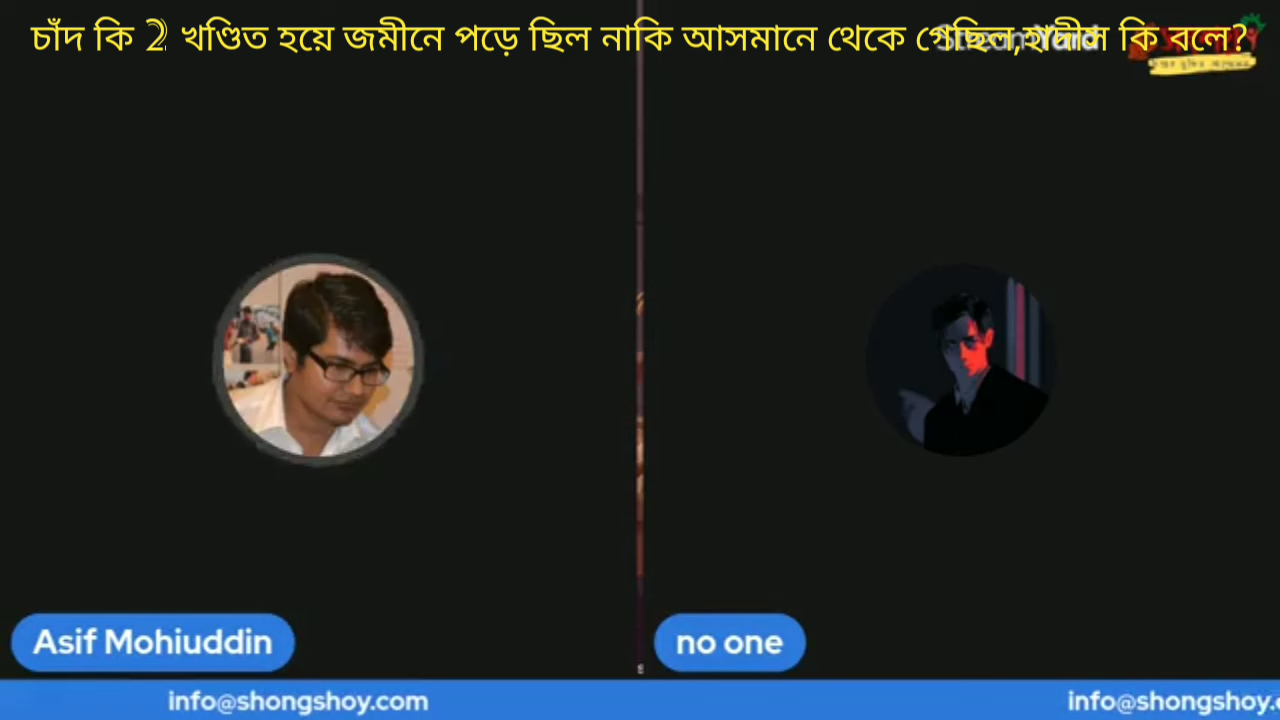 চাঁদ কি 2 খণ্ডিত হয়ে জমীনে পড়ে ছিল নাকি আসমানে থেকে গেছিল,হাদীস কি বলে?
Asif Mohiuddin
no one
info@shongshoy.com
info@shongshoy.